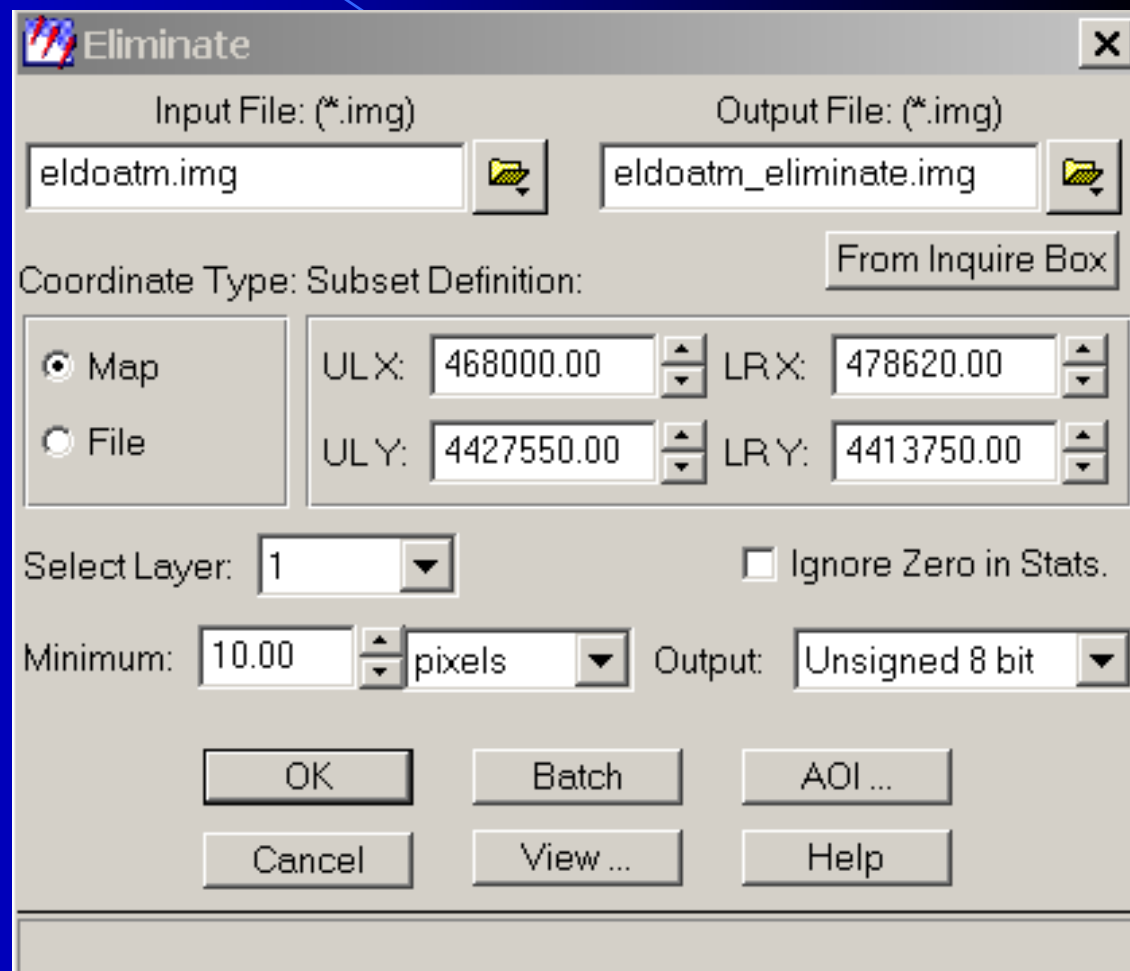 Eliminate
Input File: (*.img) Output File: (*.img)
eldoatm.img eldoatm_eliminate.img
From Inquire Box
Coordinate Type: Subset Definition:
Map ULX: 468000.00 LRX: 478620.00
File ULY: 4427550.00 LRY: 4413750.00
Select Layer: 1 Ignore Zero in Stats.
Minimum: 10.00 pixels Output: Unsigned 8 bit
OK Batch AOI ...
Cancel View ... Help